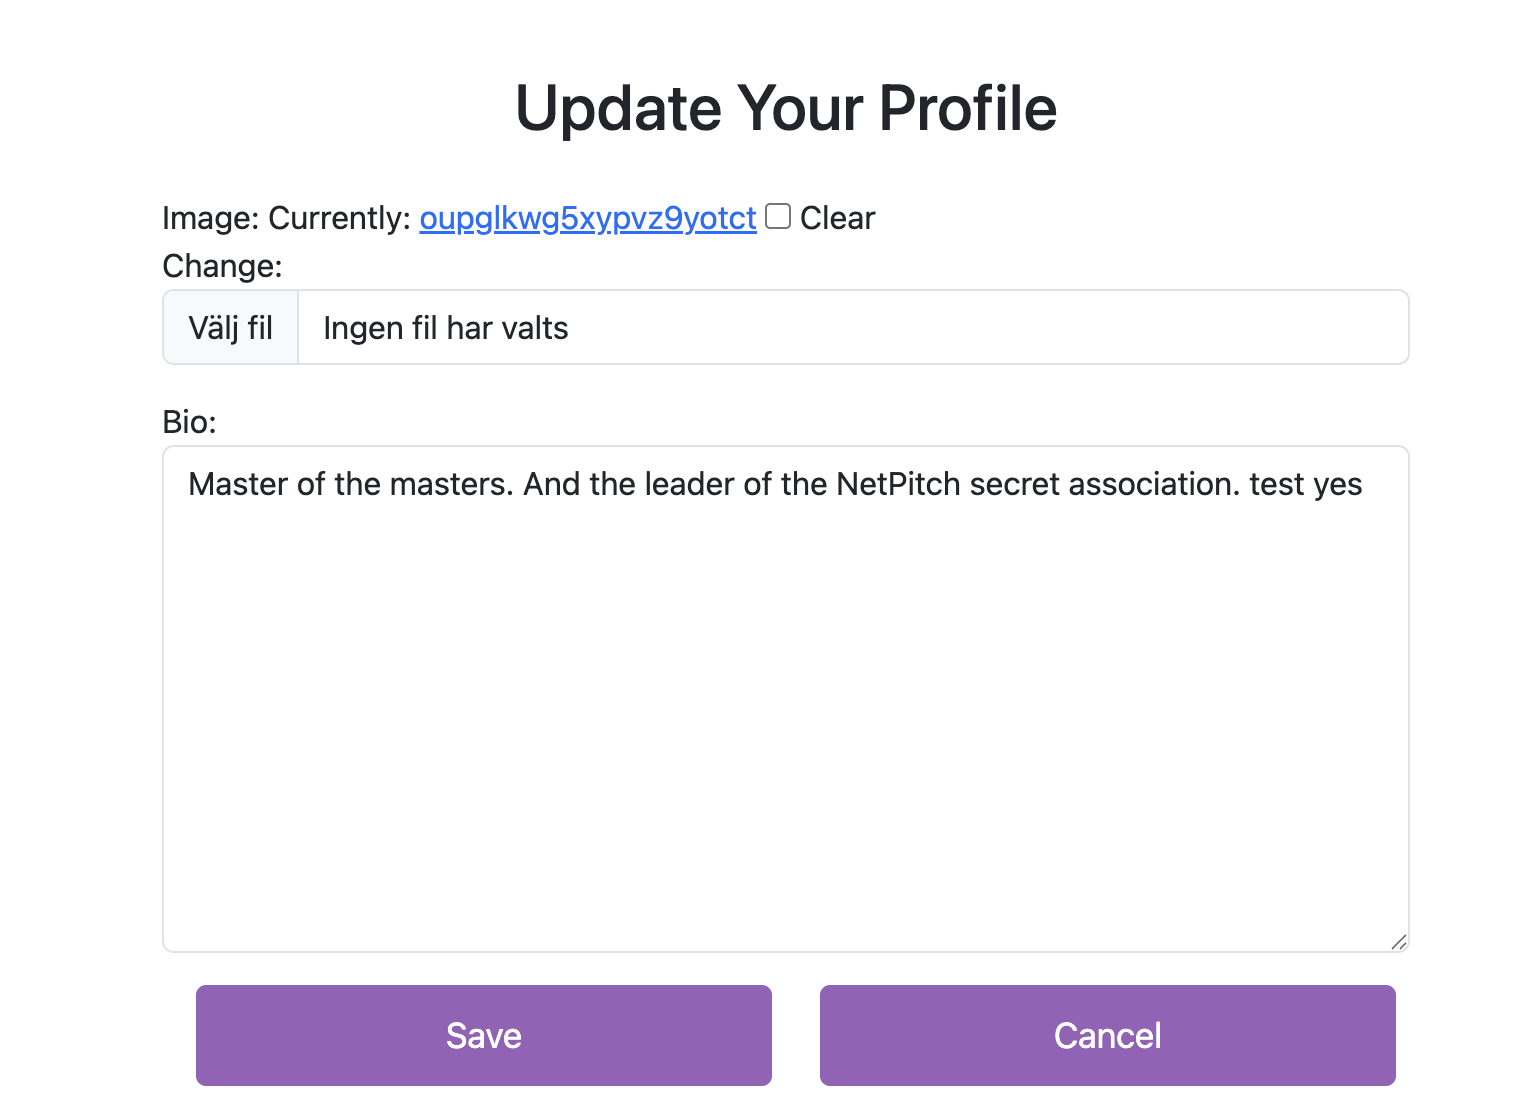 Update Your Profile
Image: Currently: oupglkwg5xypvz9yotct Clear
Change:
Välj fil Ingen fil har valts
Bio:
Master of the masters. And the leader of the NetPitch secret association. test yes
Save Cancel